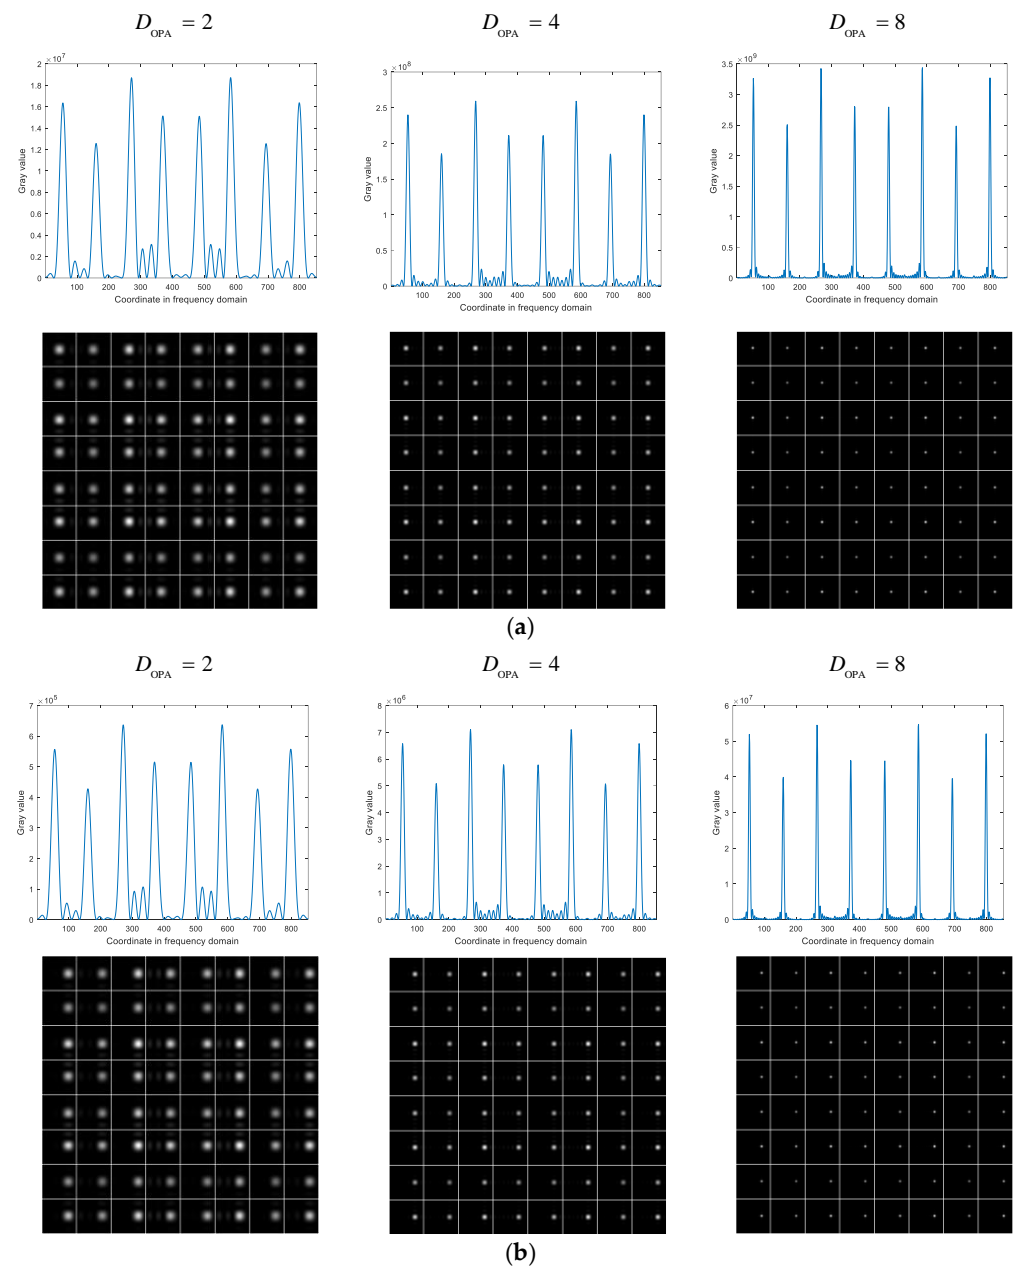 D_OPA = 2 D_OPA = 4 D_OPA = 8
×10^7
2
1.8
1.6
1.4
1.2
1
0.8
0.6
0.4
0.2
0
Gray value
100 200 300 400 500 600 700 800
Coordinate in frequency domain
×10^8
3
2.5
2
1.5
1
0.5
0
Gray value
100 200 300 400 500 600 700 800
Coordinate in frequency domain
×10^9
3.5
3
2.5
2
1.5
1
0.5
0
Gray value
100 200 300 400 500 600 700 800
Coordinate in frequency domain
(a)
D_OPA = 2 D_OPA = 4 D_OPA = 8
×10^5
7
6
5
4
3
2
1
0
Gray value
100 200 300 400 500 600 700 800
Coordinate in frequency domain
×10^6
8
7
6
5
4
3
2
1
0
Gray value
100 200 300 400 500 600 700 800
Coordinate in frequency domain
×10^7
6
5
4
3
2
1
0
Gray value
100 200 300 400 500 600 700 800
Coordinate in frequency domain
(b)